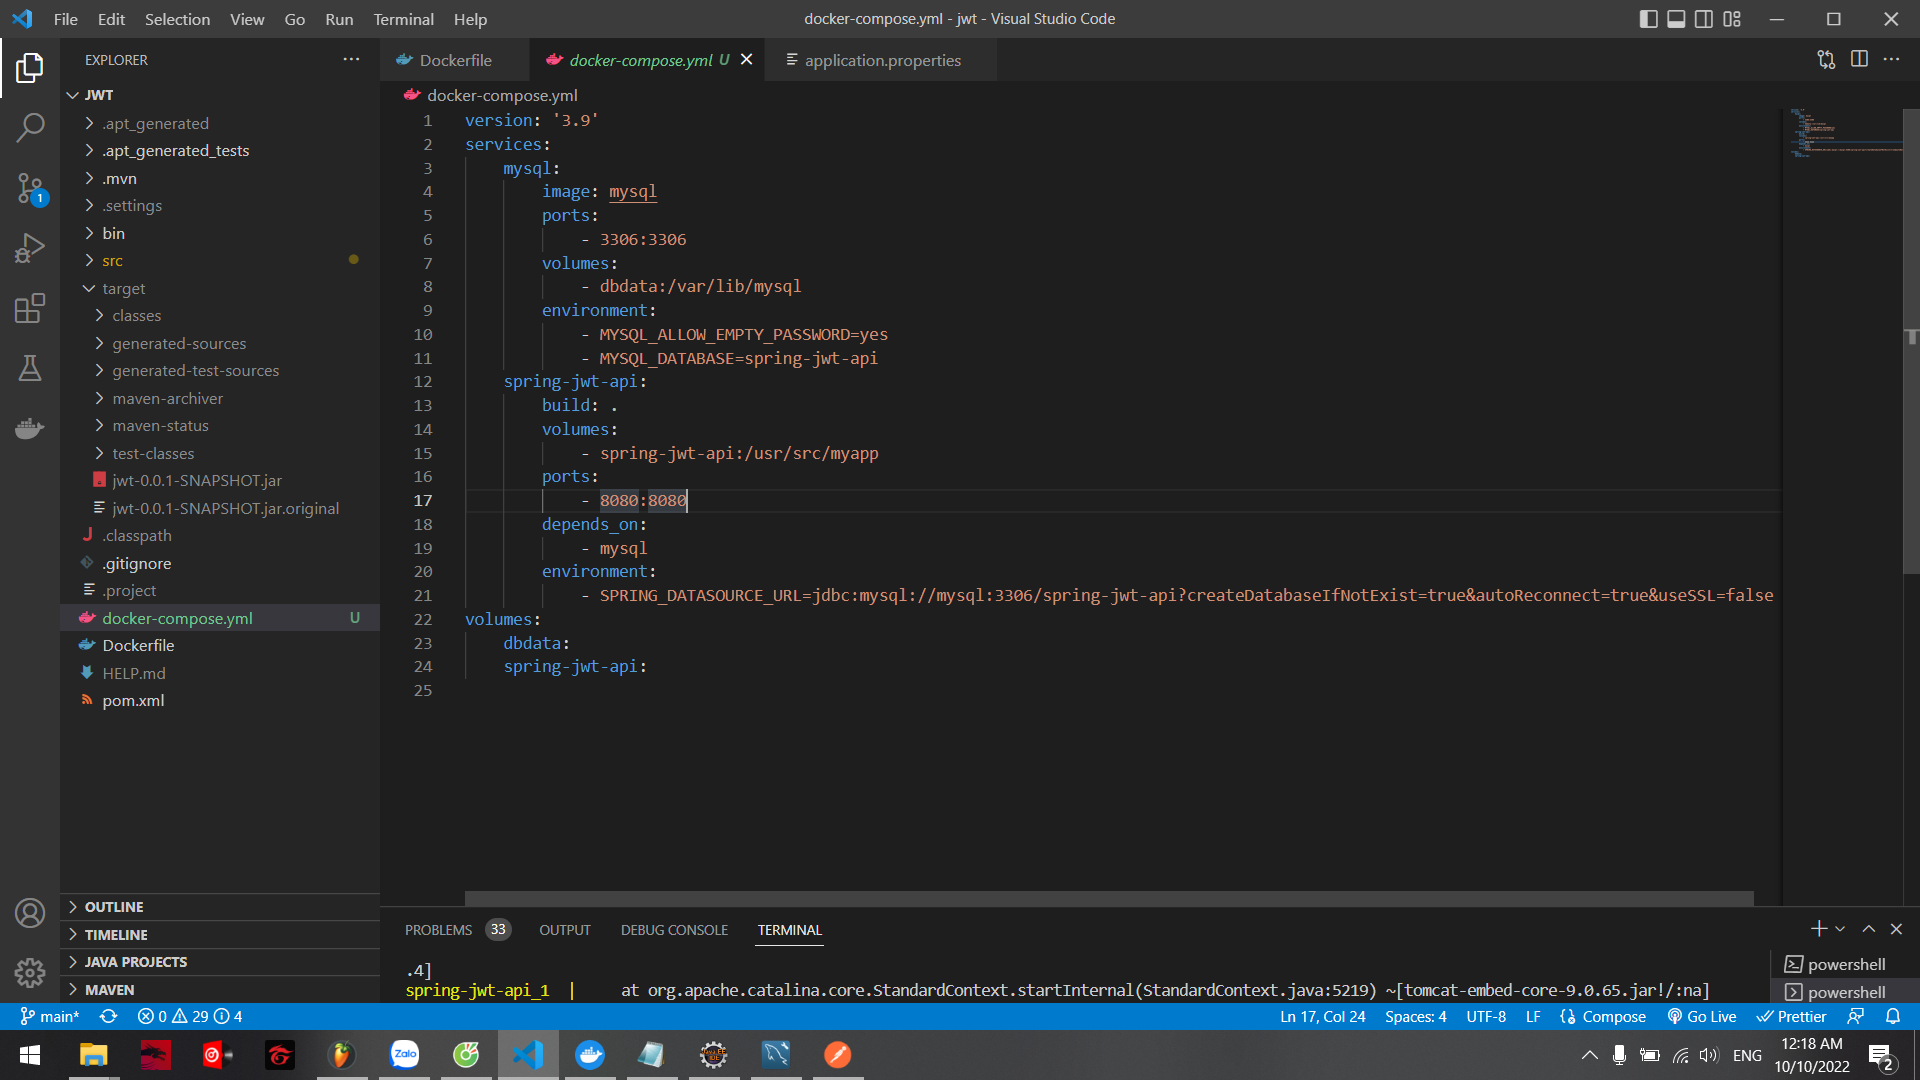 File Edit Selection View Go Run Terminal Help
docker-compose.yml - jwt - Visual Studio Code
EXPLORER
JWT
.apt_generated
.apt_generated_tests
.mvn
.settings
1
bin
src
target
classes
generated-sources
generated-test-sources
maven-archiver
maven-status
test-classes
jwt-0.0.1-SNAPSHOT.jar
jwt-0.0.1-SNAPSHOT.jar.original
.classpath
.gitignore
.project
docker-compose.yml U
Dockerfile
HELP.md
pom.xml
OUTLINE
TIMELINE
JAVA PROJECTS
MAVEN
Dockerfile docker-compose.yml U application.properties
docker-compose.yml
1 version: '3.9'
2 services:
3 mysql:
4 image: mysql
5 ports:
6 - 3306:3306
7 volumes:
8 - dbdata:/var/lib/mysql
9 environment:
10 - MYSQL_ALLOW_EMPTY_PASSWORD=yes
11 - MYSQL_DATABASE=spring-jwt-api
12 spring-jwt-api:
13 build: .
14 volumes:
15 - spring-jwt-api:/usr/src/myapp
16 ports:
17 - 8080:8080
18 depends_on:
19 - mysql
20 environment:
21 - SPRING_DATASOURCE_URL=jdbc:mysql://mysql:3306/spring-jwt-api?createDatabaseIfNotExist=true&autoReconnect=true&useSSL=false
22 volumes:
23 dbdata:
24 spring-jwt-api:
25
PROBLEMS 33 OUTPUT DEBUG CONSOLE TERMINAL
.4]
spring-jwt-api_1 | at org.apache.catalina.core.StandardContext.startInternal(StandardContext.java:5219) ~[tomcat-embed-core-9.0.65.jar!/:na]
powershell
powershell
main* 0 29 4 Ln 17, Col 24 Spaces: 4 UTF-8 LF Compose Go Live Prettier
Zalo
ENG
12:18 AM
10/10/2022
2